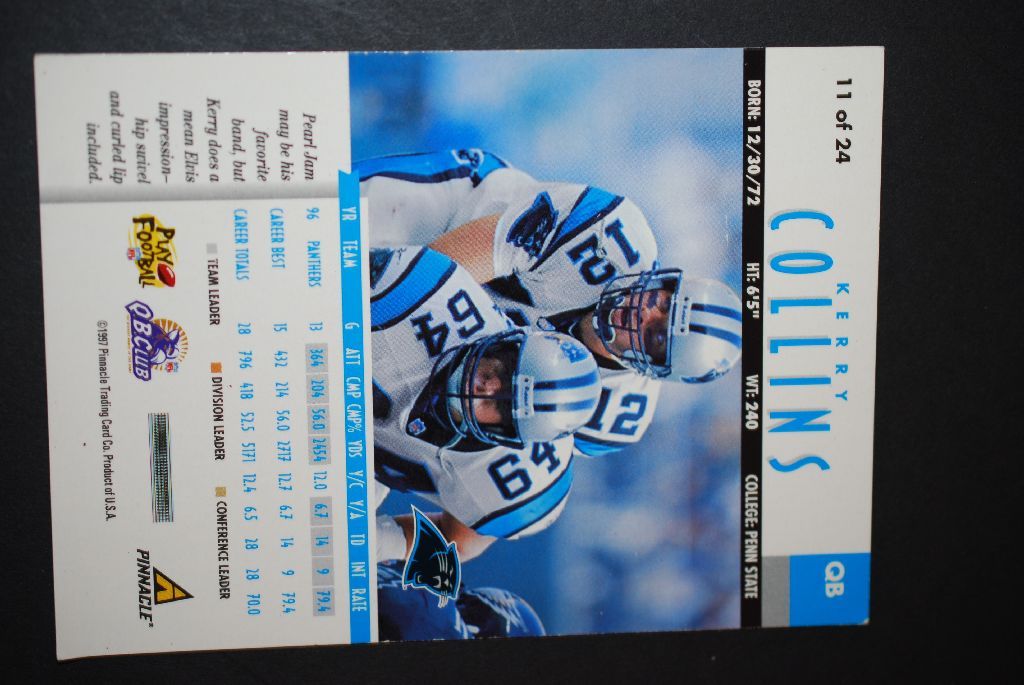 11 of 24
KERRY
COLLINS
QB
BORN: 12/30/72 HT: 6'5" WT: 240 COLLEGE: PENN STATE
12
12
64
64
YR TEAM G ATT CMP CMP% YDS Y/C Y/A TD INT RATE
96 PANTHERS 13 364 204 56.0 2454 12.0 6.7 14 9 79.4
CAREER BEST 15 432 214 56.0 2717 12.7 6.7 14 9 79.4
CAREER TOTALS 28 796 418 52.5 5171 12.4 6.5 28 28 70.0
TEAM LEADER DIVISION LEADER CONFERENCE LEADER
Pearl Jam
may be his
favorite
band, but
Kerry does a
mean Elvis
impression–
hip swivel
and curled lip
included.
PLAY
FOOTBALL
NFL
QB CLUB
PINNACLE
©1997 Pinnacle Trading Card Co. Product of U.S.A.